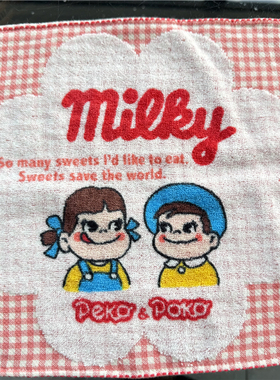 milky
So many sweets I'd like to eat.
Sweets save the world.
Peko & Poko